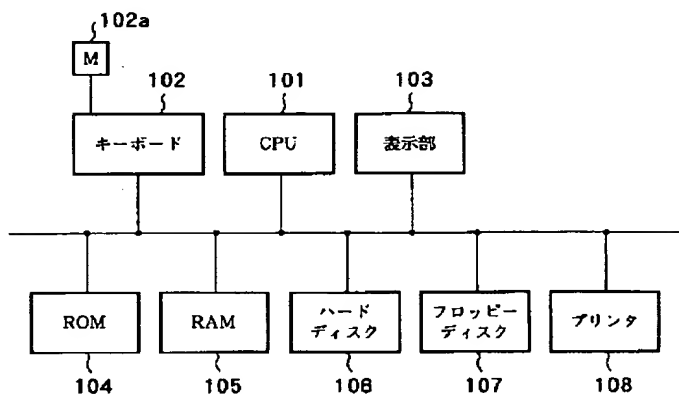 102a
M
102
101
103
キーボード
CPU
表示部
ROM
RAM
ハード
ディスク
フロッピー
ディスク
プリンタ
104
105
106
107
108